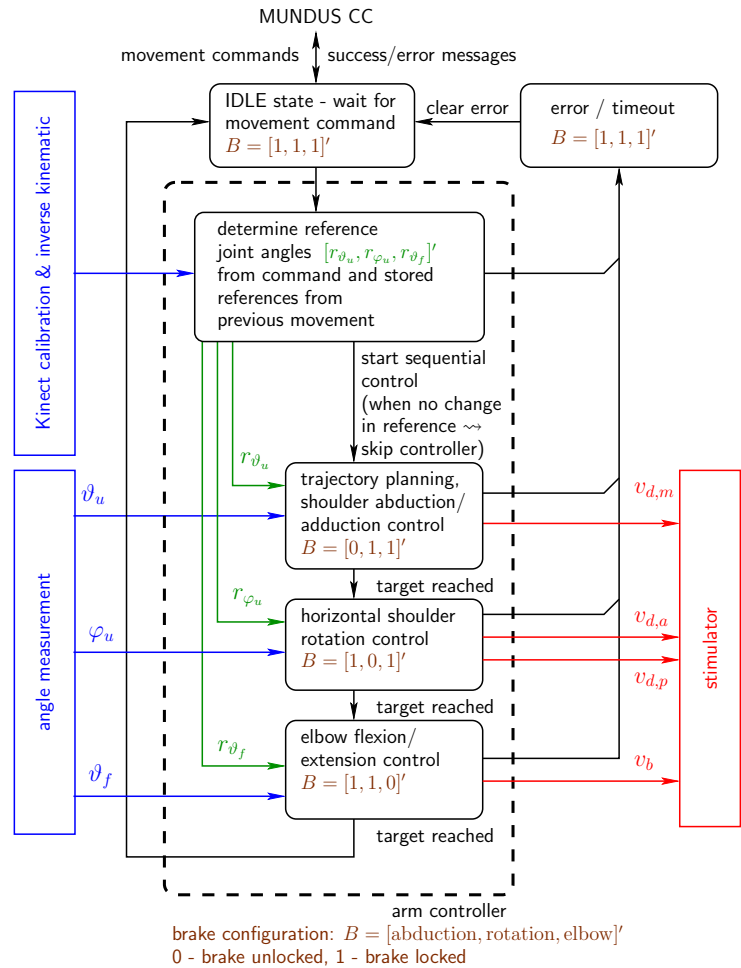 MUNDUS CC
movement commands
success/error messages
IDLE state - wait for
movement command
B = [1, 1, 1]′
clear error
error / timeout
B = [1, 1, 1]′
Kinect calibration & inverse kinematic
determine reference
joint angles [r_ϑu, r_φu, r_ϑf]′
from command and stored
references from
previous movement
start sequential
control
(when no change
in reference ⇝
skip controller)
r_ϑu
ϑ_u
trajectory planning,
shoulder abduction/
adduction control
B = [0, 1, 1]′
v_d,m
target reached
angle measurement
r_φu
φ_u
horizontal shoulder
rotation control
B = [1, 0, 1]′
v_d,a
v_d,p
stimulator
target reached
r_ϑf
ϑ_f
elbow flexion/
extension control
B = [1, 1, 0]′
v_b
target reached
arm controller
brake configuration: B = [abduction, rotation, elbow]′
0 - brake unlocked, 1 - brake locked